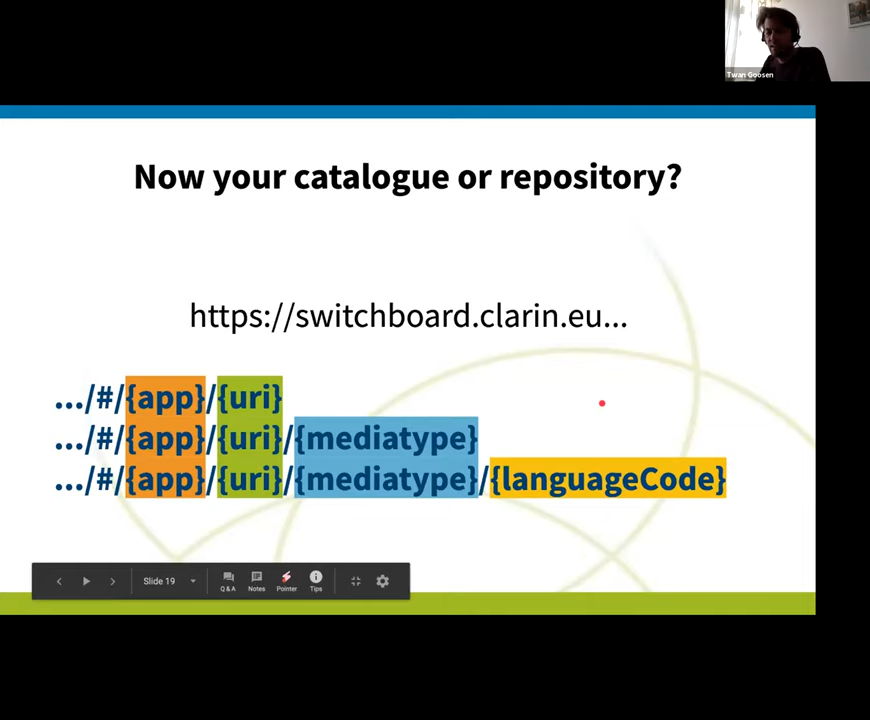 Twan Goosen
Now your catalogue or repository?
https://switchboard.clarin.eu...
.../#/{app}/{uri}
.../#/{app}/{uri}/{mediatype}
.../#/{app}/{uri}/{mediatype}/{languageCode}
Slide 19
Q & A Notes Pointer Tips